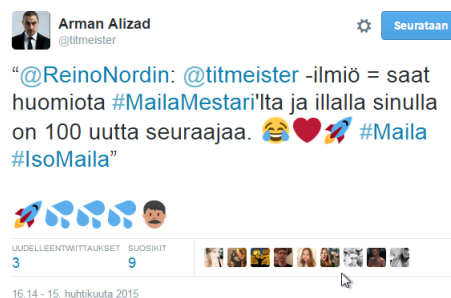 Arman Alizad
@titmeister
Seurataan
“@ReinoNordin: @titmeister -ilmiö = saat
huomiota #MailaMestari'lta ja illalla sinulla
on 100 uutta seuraajaa. 😂❤🚀 #Maila
#IsoMaila”
🚀💦💦💦👨🏽
UUDELLEENTWIITTAUKSET SUOSIKIT
3 9
16.14 - 15. huhtikuuta 2015